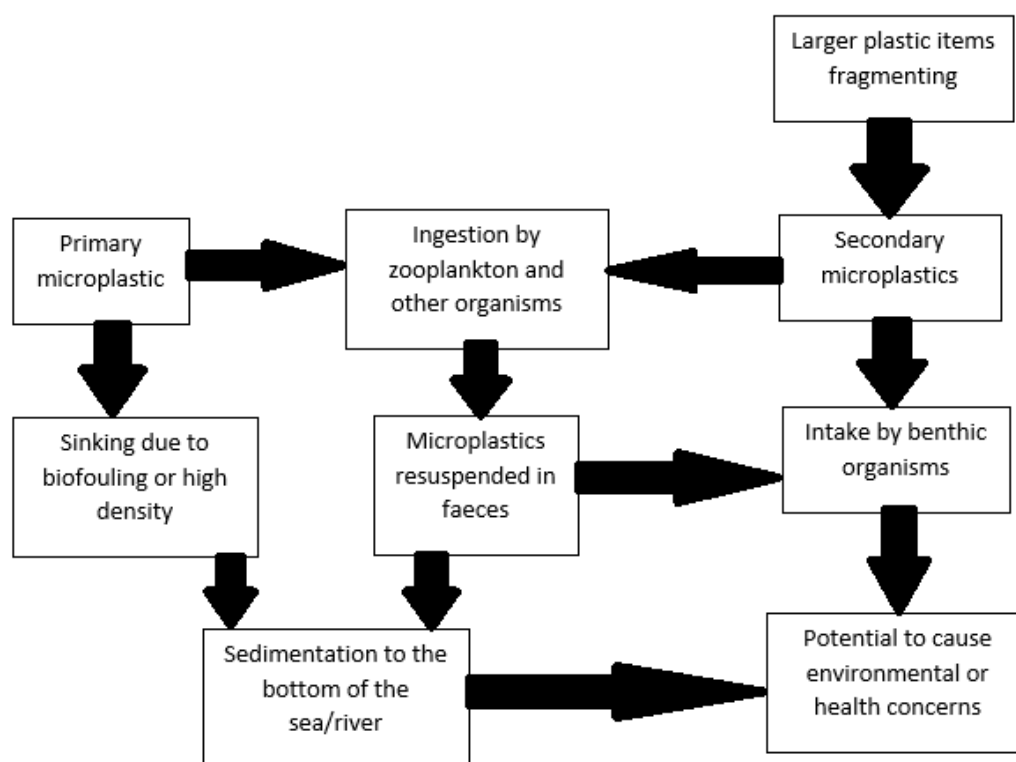 Larger plastic items
fragmenting
Primary
microplastic
Ingestion by
zooplankton and
other organisms
Secondary
microplastics
Sinking due to
biofouling or high
density
Microplastics
resuspended in
faeces
Intake by benthic
organisms
Sedimentation to the
bottom of the
sea/river
Potential to cause
environmental or
health concerns